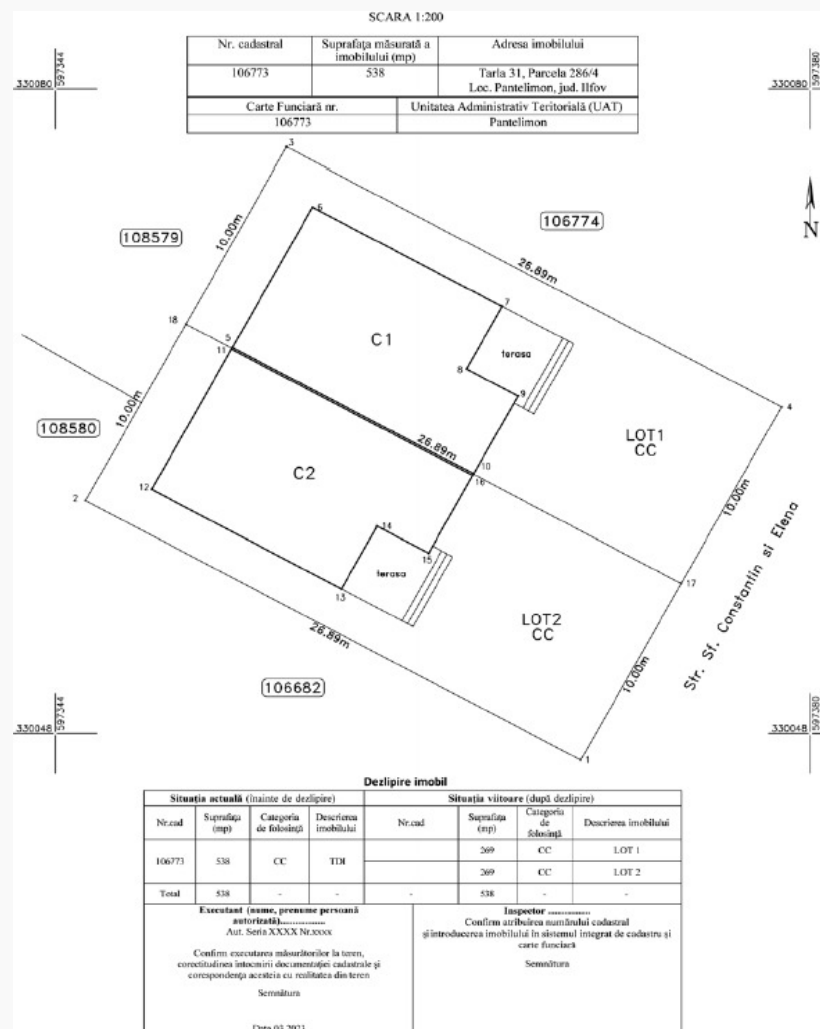 SCARA 1:200
Nr. cadastral
Suprafața măsurată a
imobilului (mp)
Adresa imobilului
106773
538
Tarla 31, Parcela 286/4
Loc. Pantelimon, jud. Ilfov
Carte Funciară nr.
Unitatea Administrativ Teritorială (UAT)
106773
Pantelimon
330080
597344
330080
597380
3
6
106774
N
108579
10.00m
26.89m
18
5
11
7
C1
terasa
8
9
4
108580
10.00m
26.89m
LOT1
CC
C2
10
16
2
12
14
15
10.00m
terasa
13
17
LOT2
CC
26.89m
10.00m
Str. Sf. Constantin si Elena
106682
330048
597344
330048
597380
1
Dezlipire imobil
Situația actuală (înainte de dezlipire)
Situația viitoare (după dezlipire)
Nr.cad
Suprafața
(mp)
Categoria
de folosință
Descrierea
imobilului
Nr.cad
Suprafața
(mp)
Categoria
de
folosință
Descrierea imobilului
106773
538
CC
TDI
269
CC
LOT 1
269
CC
LOT 2
Total
538
-
-
-
538
-
-
Executant (nume, prenume persoană
autorizată)................
Aut. Seria XXXX Nr.xxxx
Confirm executarea măsurătorilor la teren,
corectitudinea întocmirii documentației cadastrale și
corespondența acesteia cu realitatea din teren
Semnătura
Data 03.2023
Inspector ................
Confirm atribuirea numărului cadastral
și introducerea imobilului în sistemul integrat de cadastru și
carte funciară
Semnătura